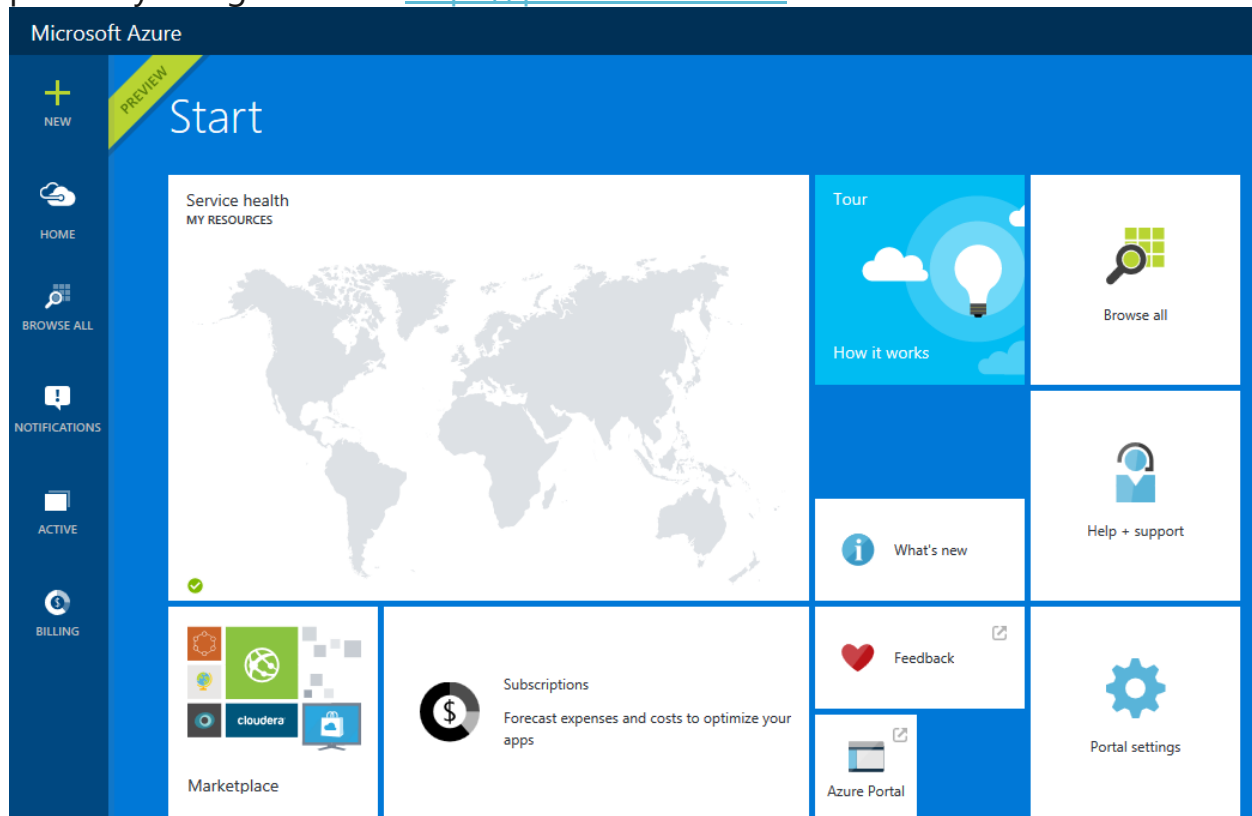 Microsoft Azure
PREVIEW
NEW
Start
HOME
BROWSE ALL
NOTIFICATIONS
ACTIVE
BILLING
Service health
MY RESOURCES
Tour
How it works
Browse all
What's new
Help + support
cloudera
Marketplace
$
Subscriptions
Forecast expenses and costs to optimize your
apps
Feedback
Azure Portal
Portal settings